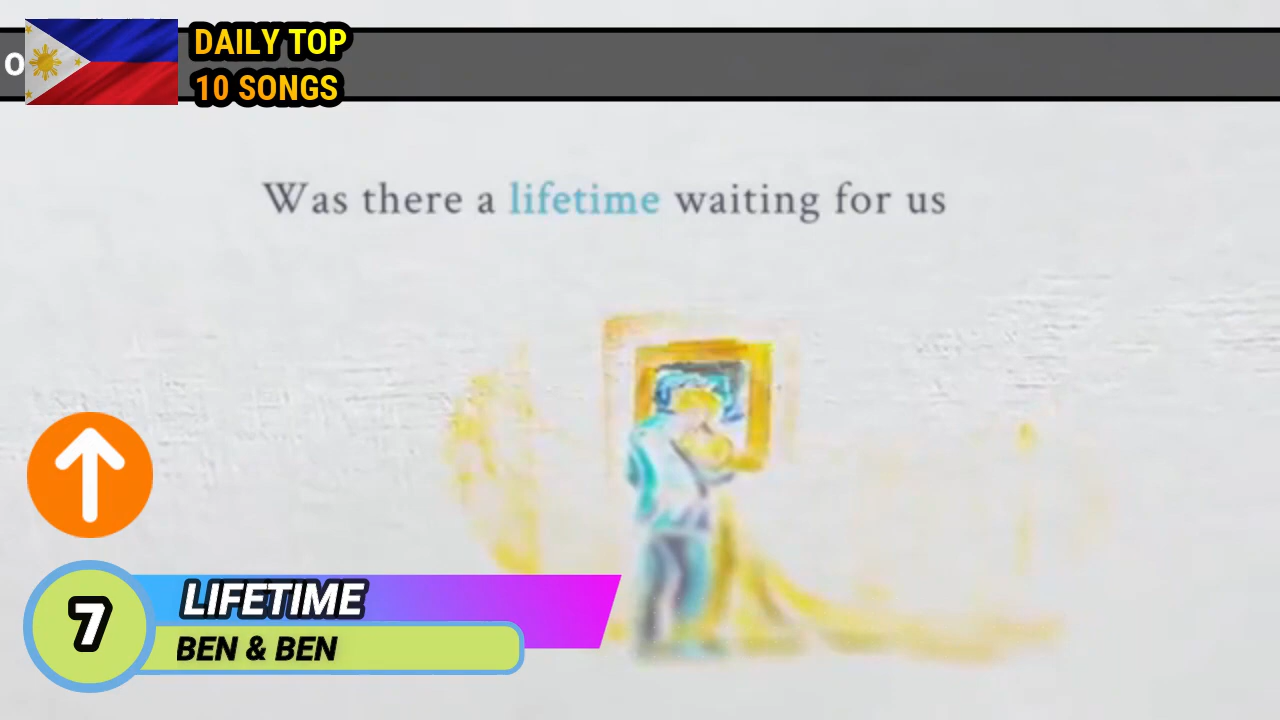 o
DAILY TOP
10 SONGS
Was there a lifetime waiting for us
7
LIFETIME
BEN & BEN